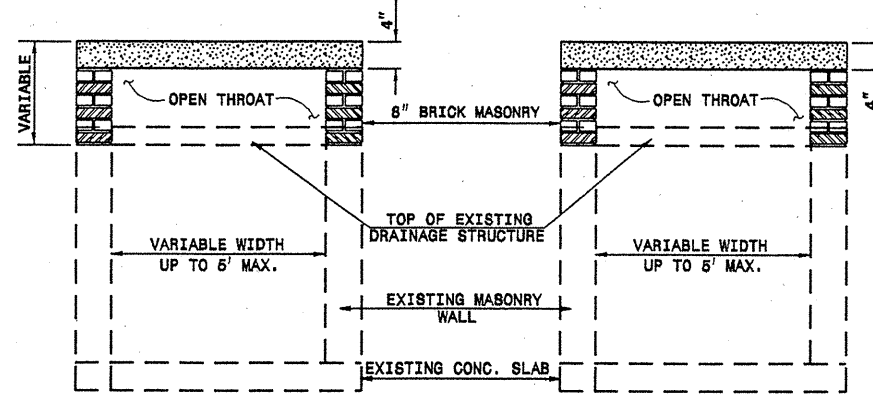 4"
VARIABLE
OPEN THROAT
8" BRICK MASONRY
OPEN THROAT
4"
TOP OF EXISTING
DRAINAGE STRUCTURE
VARIABLE WIDTH
UP TO 5' MAX.
VARIABLE WIDTH
UP TO 5' MAX.
EXISTING MASONRY
WALL
EXISTING CONC. SLAB